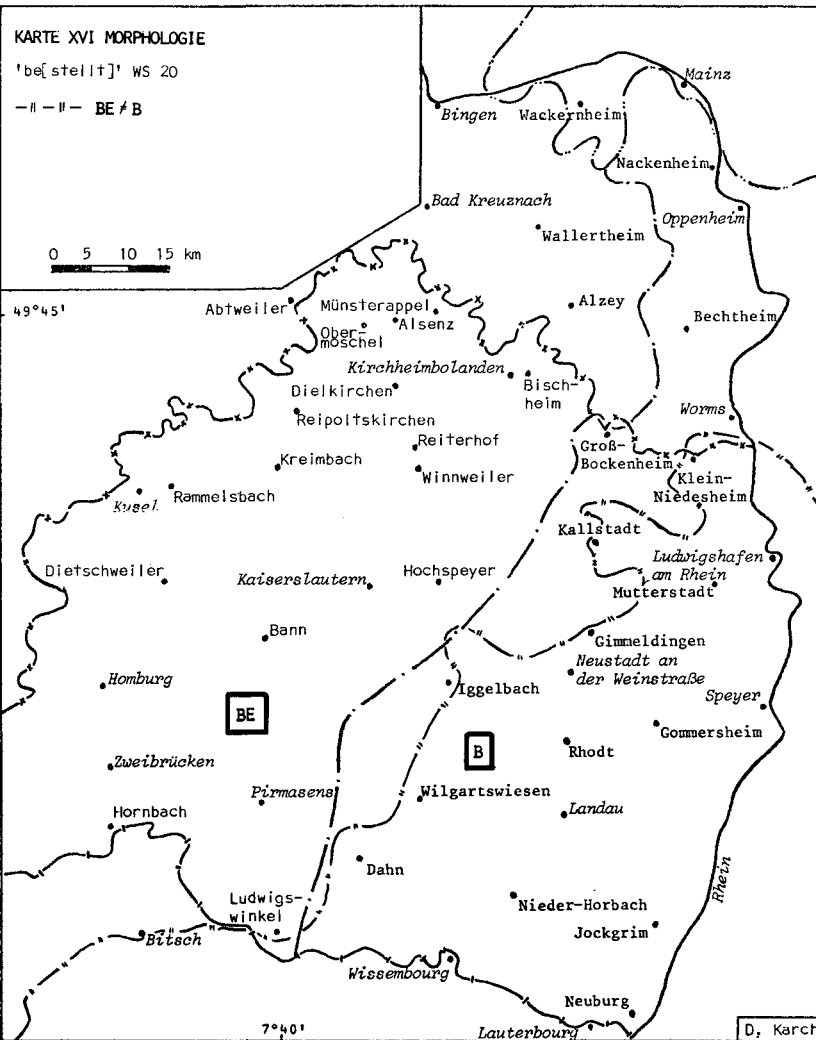 KARTE XVI MORPHOLOGIE
'be[stellt]' WS 20
BE ≠ B
0 5 10 15 km
49°45'
Mainz
Bingen
Wackernheim
Nackenheim
Bad Kreuznach
Oppenheim
Wallertheim
Abtweiler
Münsterappel
Alzey
Ober-
moschel
Alsenz
Bechtheim
Kirchheimbolanden
Dielkirchen
Bisch-
heim
Reipoltskirchen
Worms
Reiterhof
Groß-
Bockenheim
Kreimbach
Winnweiler
Klein-
Niedesheim
Kusel
Rammelsbach
Kallstadt
Ludwigshafen
am Rhein
Dietschweiler
Kaiserslautern
Hochspeyer
Mutterstadt
Bann
Gimmeldingen
Neustadt an
der Weinstraße
Homburg
Iggelbach
Speyer
BE
B
Gommersheim
Rhodt
Zweibrücken
Pirmasens
Wilgartswiesen
Landau
Hornbach
Dahn
Rhein
Ludwigs-
winkel
Nieder-Horbach
Jockgrim
Bitsch
Wissembourg
Neuburg
7°40'
Lauterbourg
D. Karch